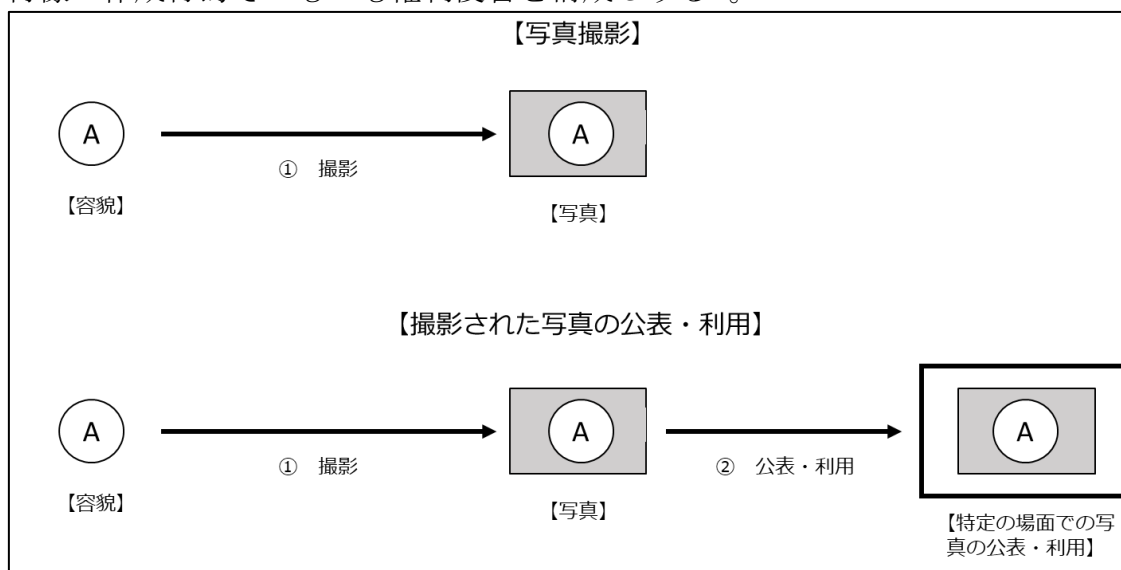 【写真撮影】
A
A
① 撮影
【容貌】
【写真】
【撮影された写真の公表・利用】
A
A
A
① 撮影
② 公表・利用
【容貌】
【写真】
【特定の場面での写
真の公表・利用】